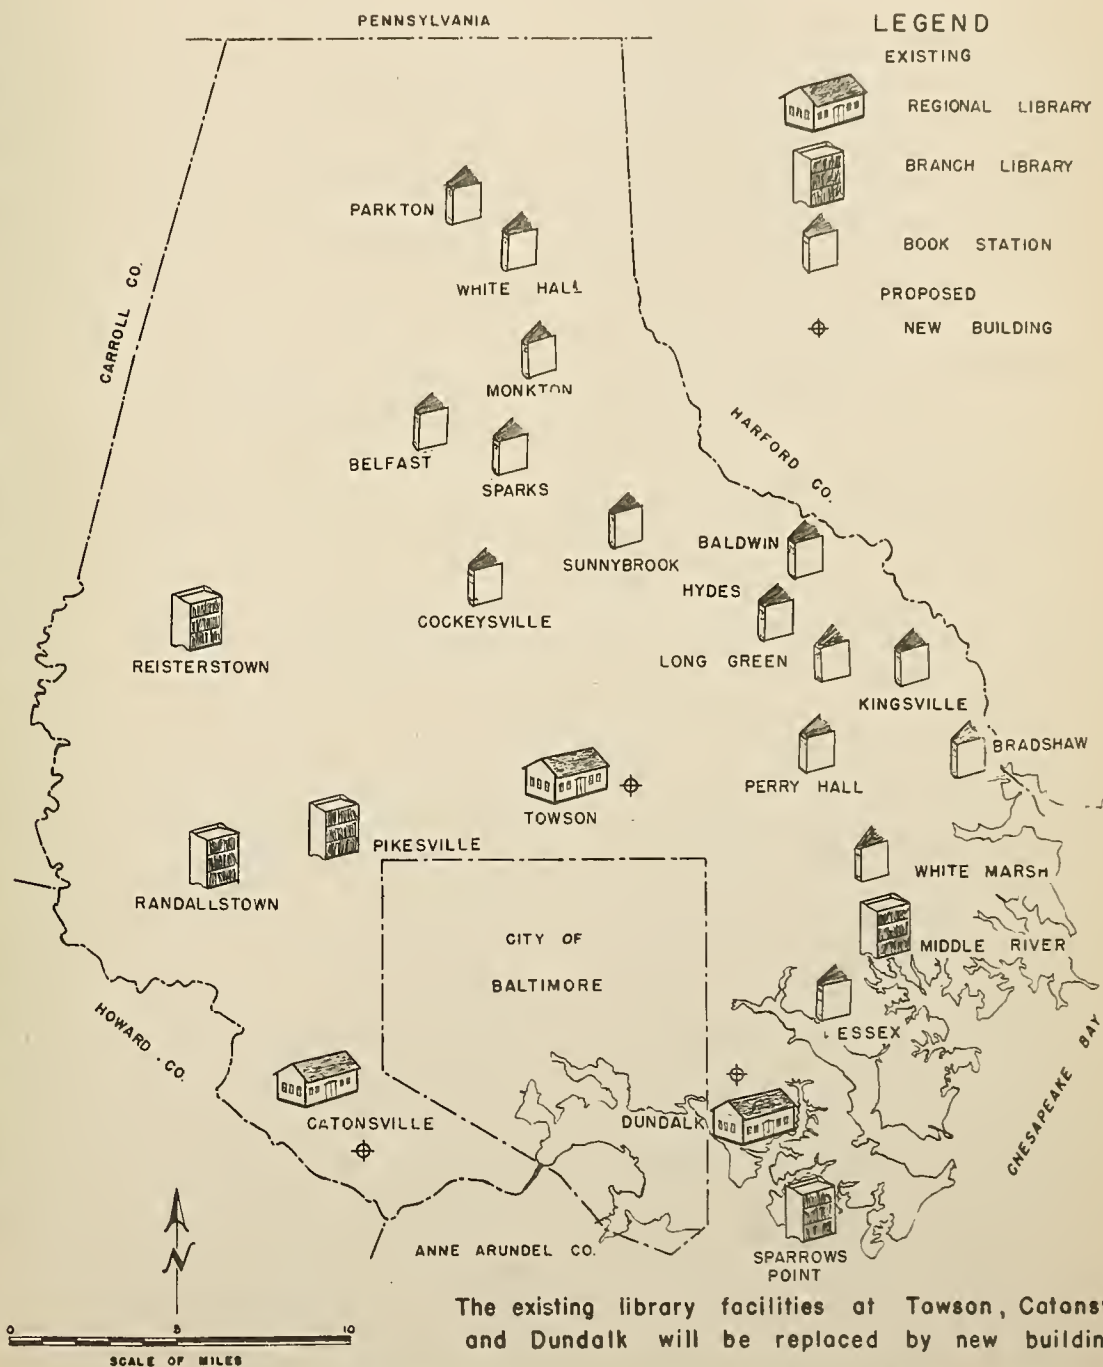 PENNSYLVANIA
LEGEND
EXISTING
REGIONAL LIBRARY
BRANCH LIBRARY
BOOK STATION
PROPOSED
NEW BUILDING
PARKTON
WHITE HALL
CARROLL CO.
MONKTON
HARFORD CO.
BELFAST
SPARKS
SUNNYBROOK
BALDWIN
HYDES
COCKEYSVILLE
REISTERSTOWN
LONG GREEN
KINGSVILLE
BRADSHAW
PERRY HALL
TOWSON
PIKESVILLE
WHITE MARSH
RANDALLSTOWN
CITY OF
BALTIMORE
MIDDLE RIVER
ESSEX
HOWARD CO.
CHESAPEAKE BAY
CATONSVILLE
DUNDALK
ANNE ARUNDEL CO.
SPARROWS
POINT
N
0 5 10
SCALE OF MILES
The existing library facilities at Towson, Catons
and Dundalk will be replaced by new buildin